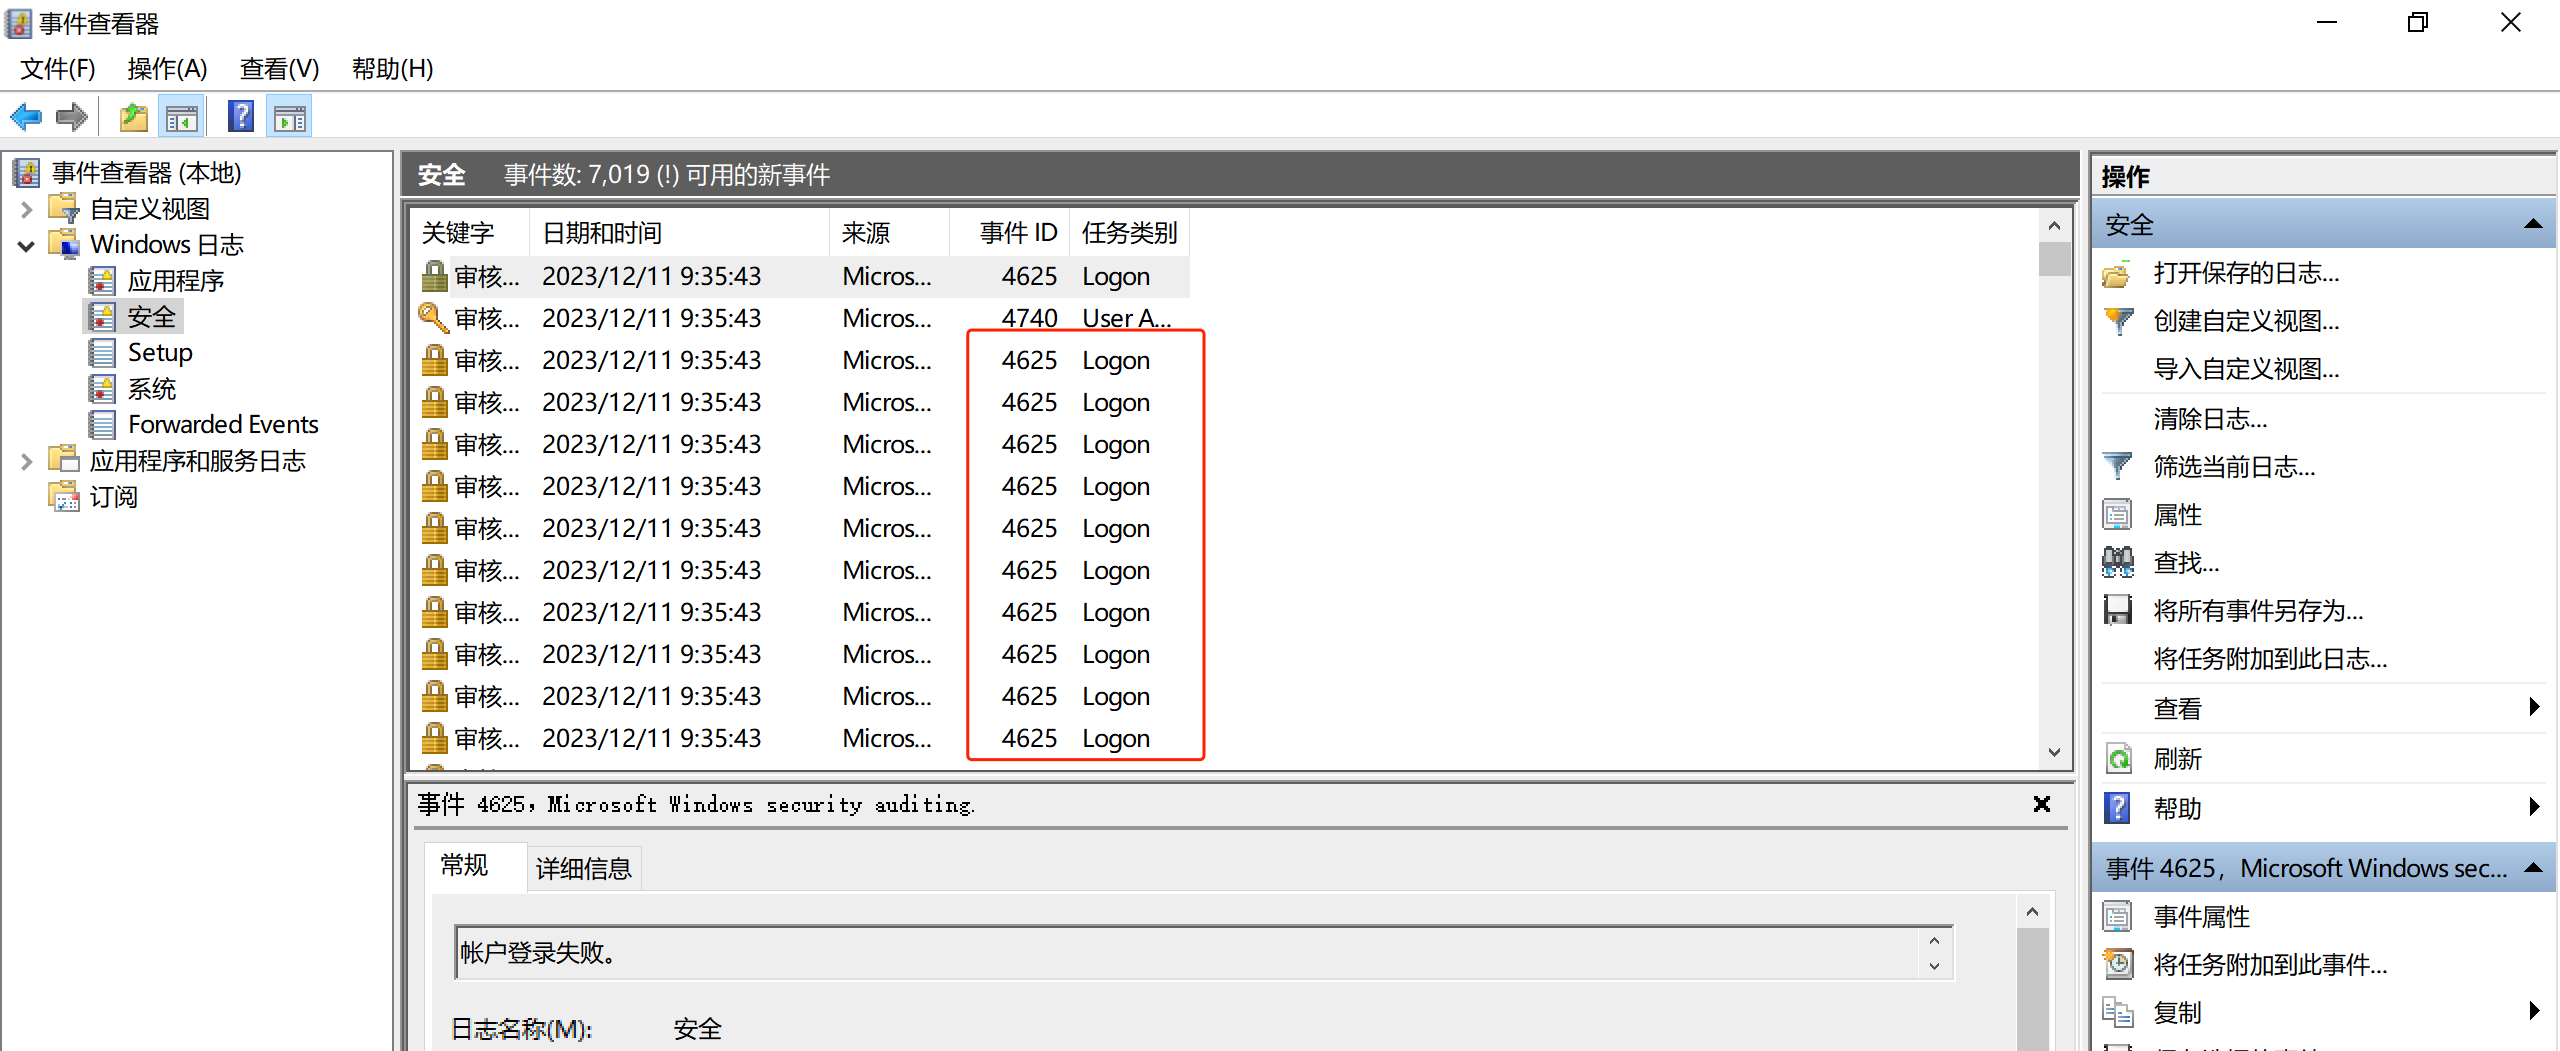 事件查看器
文件(F) 操作(A) 查看(V) 帮助(H)
事件查看器 (本地)
自定义视图
Windows 日志
应用程序
安全
Setup
系统
Forwarded Events
应用程序和服务日志
订阅
安全 事件数: 7,019 (!) 可用的新事件
关键字 日期和时间 来源 事件 ID 任务类别
审核... 2023/12/11 9:35:43 Micros... 4625 Logon
审核... 2023/12/11 9:35:43 Micros... 4740 User A...
审核... 2023/12/11 9:35:43 Micros... 4625 Logon
审核... 2023/12/11 9:35:43 Micros... 4625 Logon
审核... 2023/12/11 9:35:43 Micros... 4625 Logon
审核... 2023/12/11 9:35:43 Micros... 4625 Logon
审核... 2023/12/11 9:35:43 Micros... 4625 Logon
审核... 2023/12/11 9:35:43 Micros... 4625 Logon
审核... 2023/12/11 9:35:43 Micros... 4625 Logon
审核... 2023/12/11 9:35:43 Micros... 4625 Logon
审核... 2023/12/11 9:35:43 Micros... 4625 Logon
审核... 2023/12/11 9:35:43 Micros... 4625 Logon
事件 4625，Microsoft Windows security auditing.
常规 详细信息
帐户登录失败。
日志名称(M): 安全
操作
安全
打开保存的日志...
创建自定义视图...
导入自定义视图...
清除日志...
筛选当前日志...
属性
查找...
将所有事件另存为...
将任务附加到此日志...
查看
刷新
帮助
事件 4625，Microsoft Windows sec...
事件属性
将任务附加到此事件...
复制